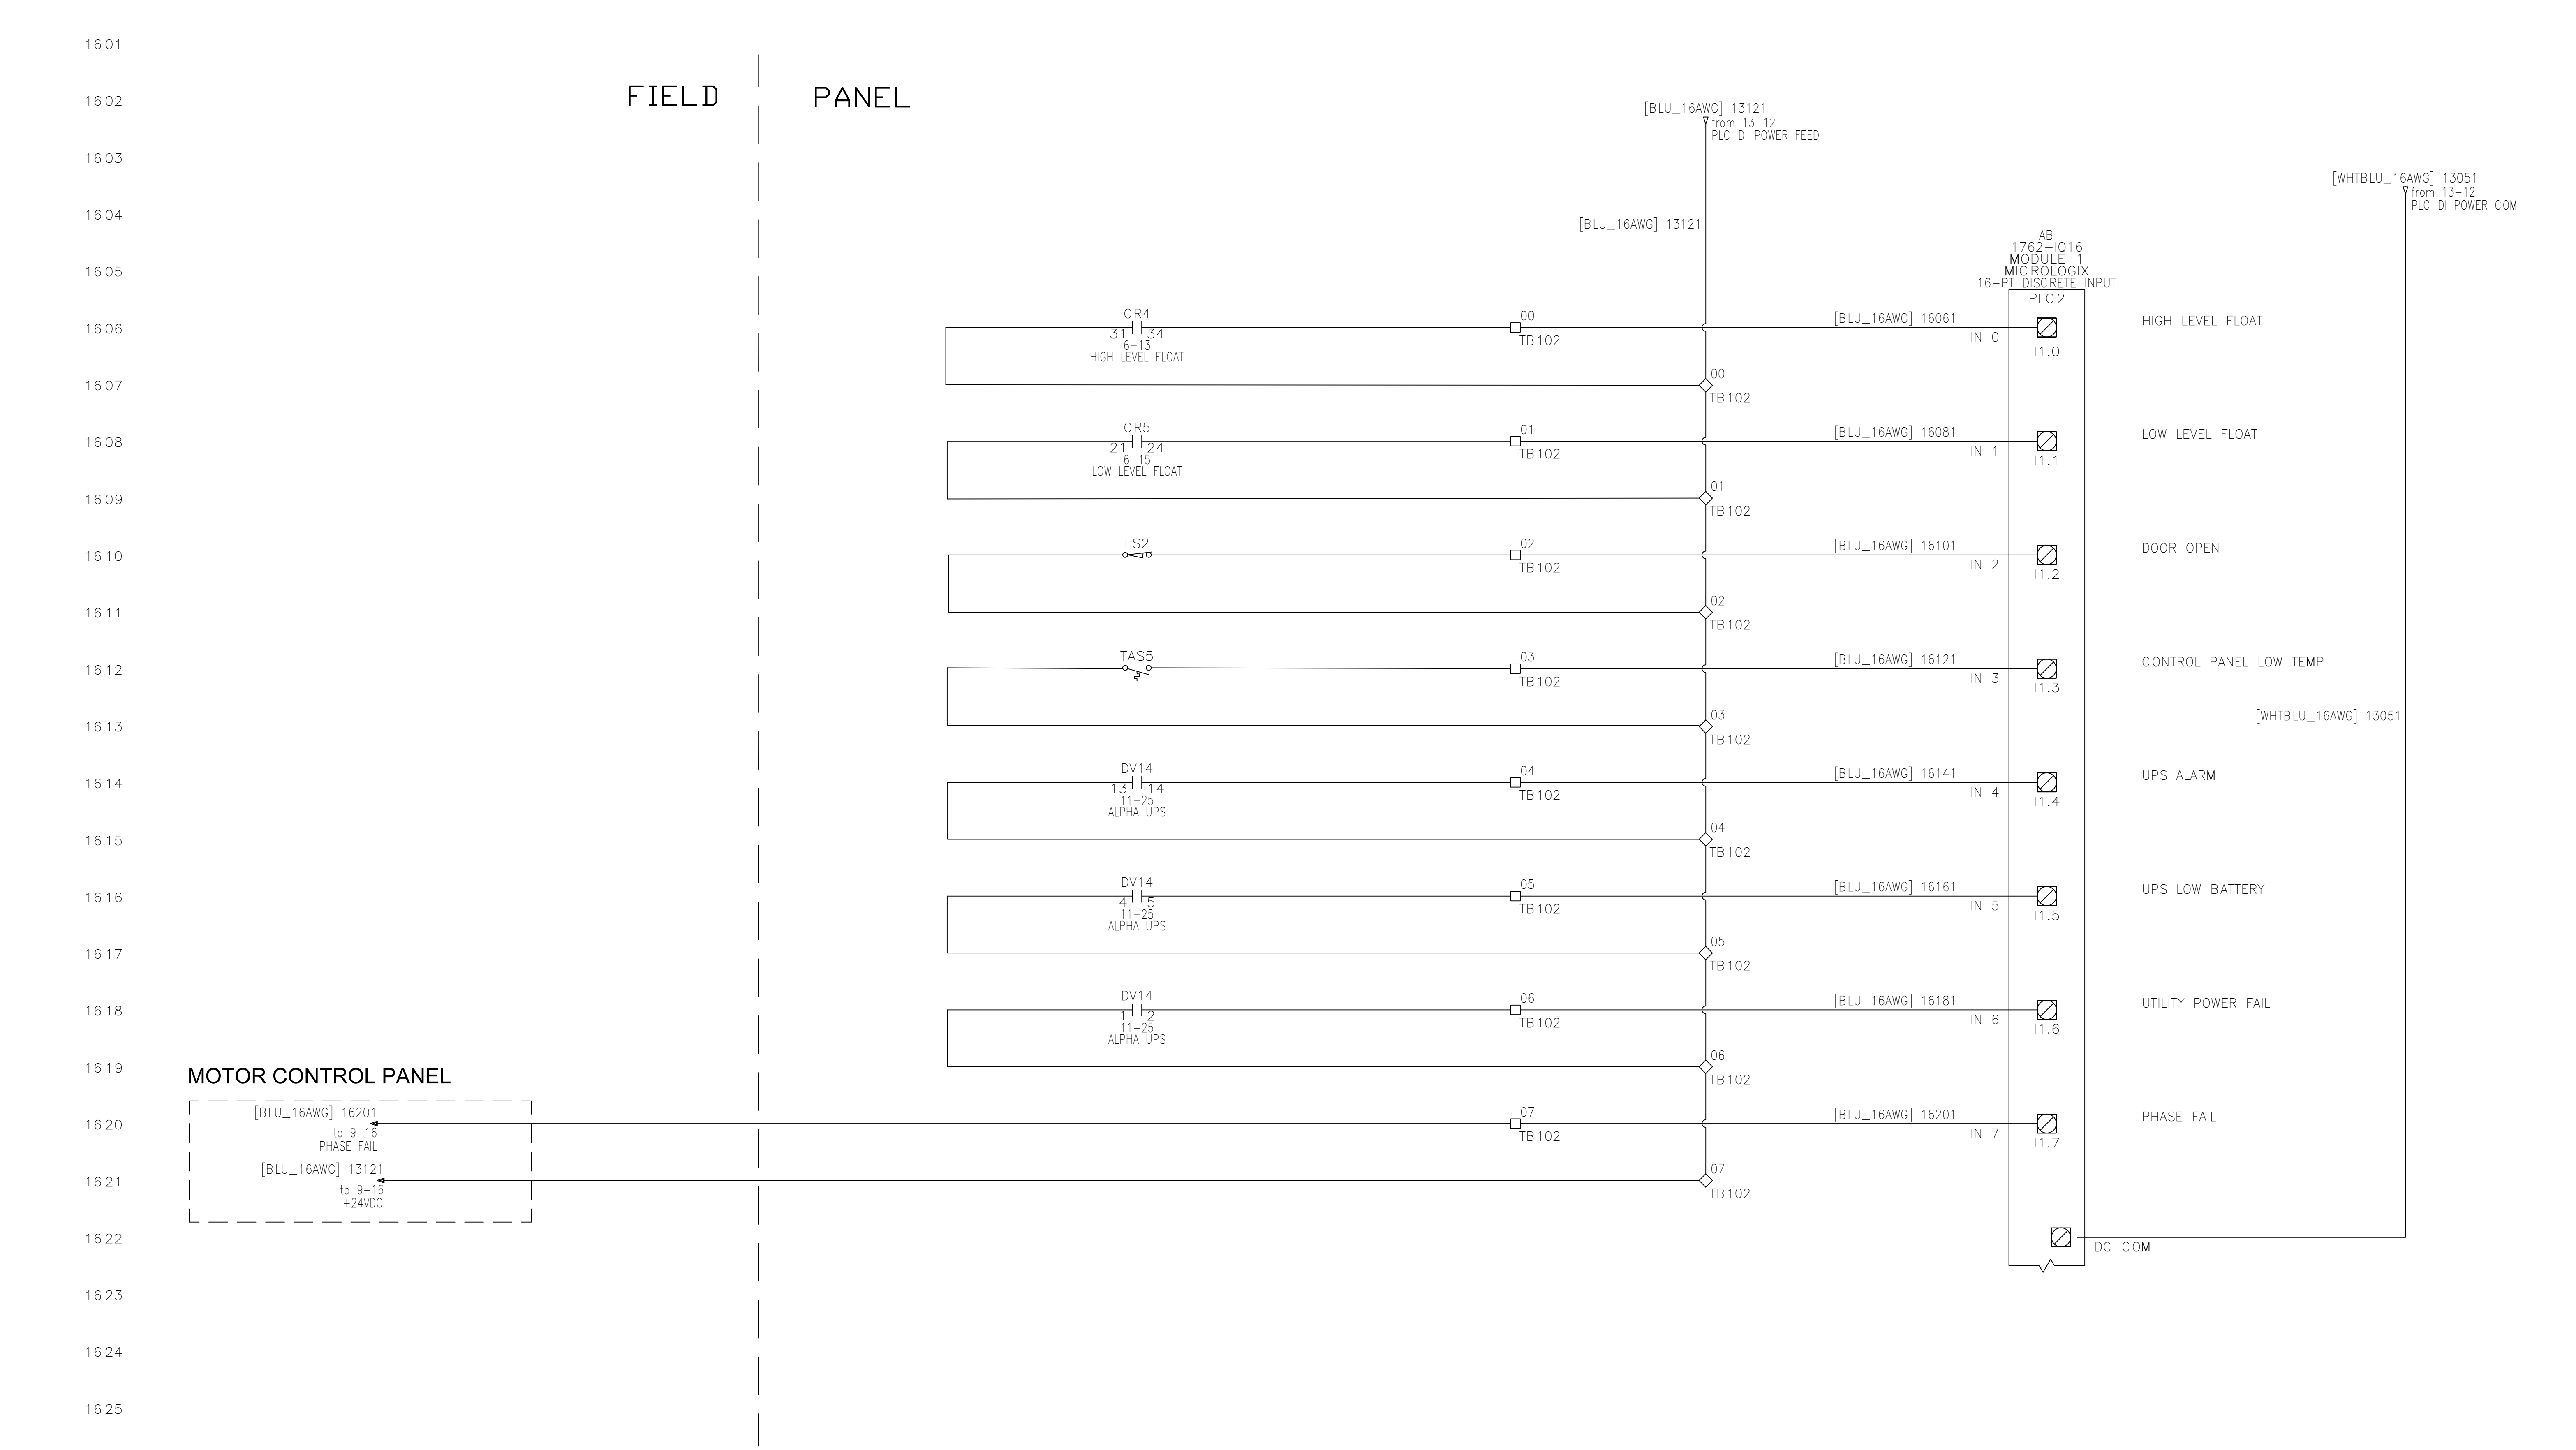 1601
1602
1603
1604
1605
1606
1607
1608
1609
1610
1611
1612
1613
1614
1615
1616
1617
1618
1619
1620
1621
1622
1623
1624
1625
FIELD
PANEL
[BLU_16AWG] 13121
from 13-12
PLC DI POWER FEED
[BLU_16AWG] 13121
[WHTBLU_16AWG] 13051
from 13-12
PLC DI POWER COM
[WHTBLU_16AWG] 13051
AB
1762-IQ16
MODULE 1
MICROLOGIX
16-PT DISCRETE INPUT
PLC2
CR4
31 34
6-13
HIGH LEVEL FLOAT
00
TB102
[BLU_16AWG] 16061
IN 0
I1.0
HIGH LEVEL FLOAT
00
TB102
CR5
21 24
6-15
LOW LEVEL FLOAT
01
TB102
[BLU_16AWG] 16081
IN 1
I1.1
LOW LEVEL FLOAT
01
TB102
LS2
02
TB102
[BLU_16AWG] 16101
IN 2
I1.2
DOOR OPEN
02
TB102
TAS5
03
TB102
[BLU_16AWG] 16121
IN 3
I1.3
CONTROL PANEL LOW TEMP
03
TB102
DV14
13 14
11-25
ALPHA UPS
04
TB102
[BLU_16AWG] 16141
IN 4
I1.4
UPS ALARM
04
TB102
DV14
4 5
11-25
ALPHA UPS
05
TB102
[BLU_16AWG] 16161
IN 5
I1.5
UPS LOW BATTERY
05
TB102
DV14
1 2
11-25
ALPHA UPS
06
TB102
[BLU_16AWG] 16181
IN 6
I1.6
UTILITY POWER FAIL
06
TB102
MOTOR CONTROL PANEL
[BLU_16AWG] 16201
to 9-16
PHASE FAIL
07
TB102
[BLU_16AWG] 16201
IN 7
I1.7
PHASE FAIL
[BLU_16AWG] 13121
to 9-16
+24VDC
07
TB102
DC COM